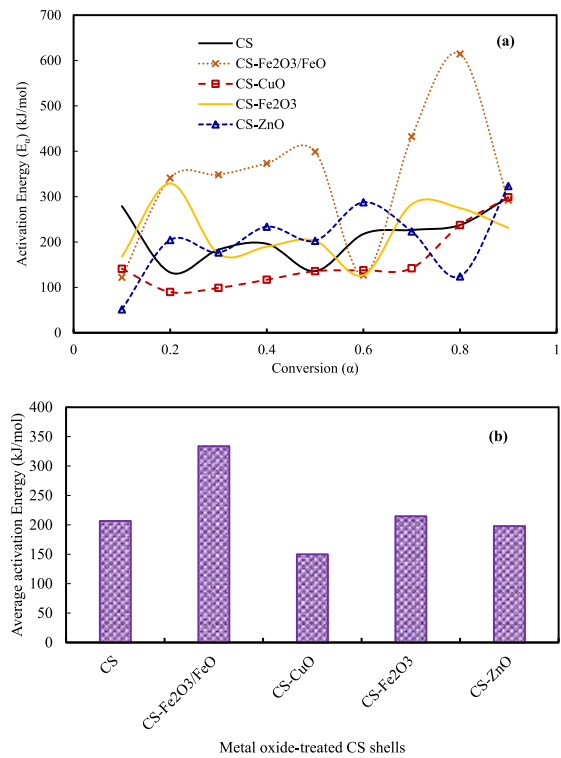 700
600
500
400
300
200
100
0
Activation Energy (Eα) (kJ/mol)
(a)
CS
CS-Fe2O3/FeO
CS-CuO
CS-Fe2O3
CS-ZnO
0 0.2 0.4 0.6 0.8 1
Conversion (α)
400
350
300
250
200
150
100
50
0
Average activation Energy (kJ/mol)
(b)
CS
CS-Fe2O3/FeO
CS-CuO
CS-Fe2O3
CS-ZnO
Metal oxide-treated CS shells